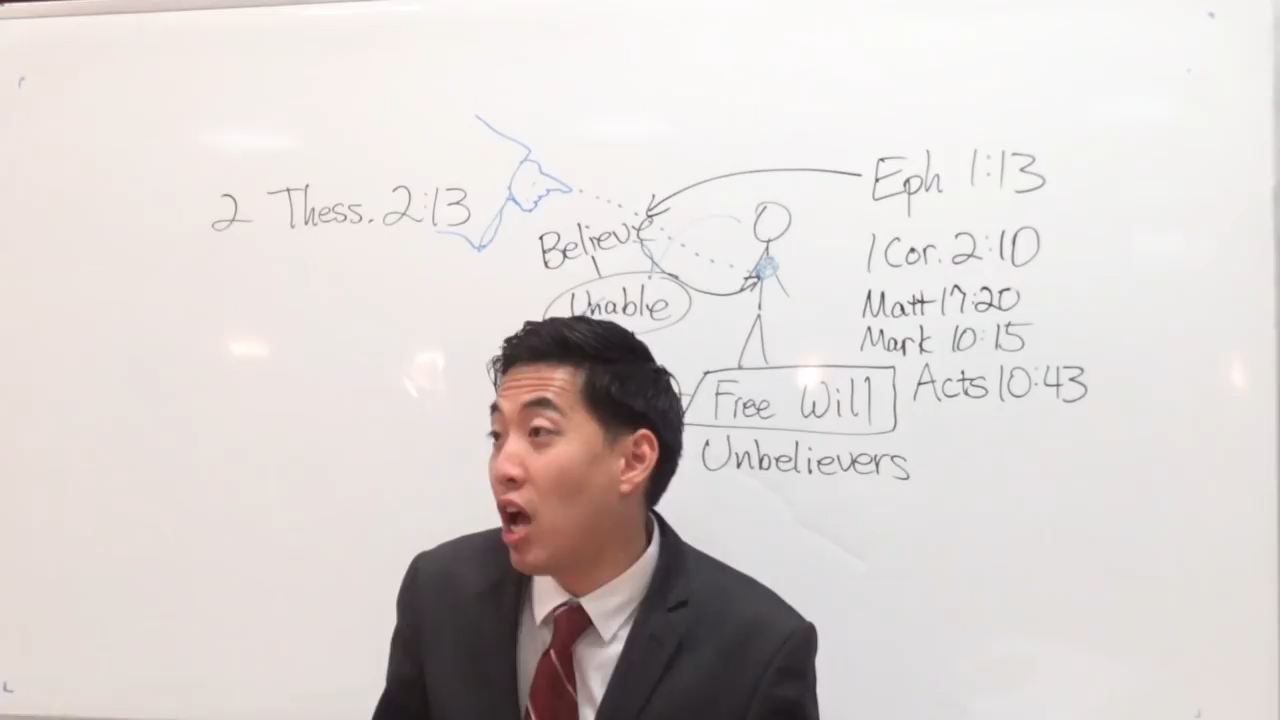 2 Thess. 2:13
Believe
Unable
Eph 1:13
1 Cor. 2:10
Matt 17:20
Mark 10:15
Acts 10:43
Free Will
Unbelievers